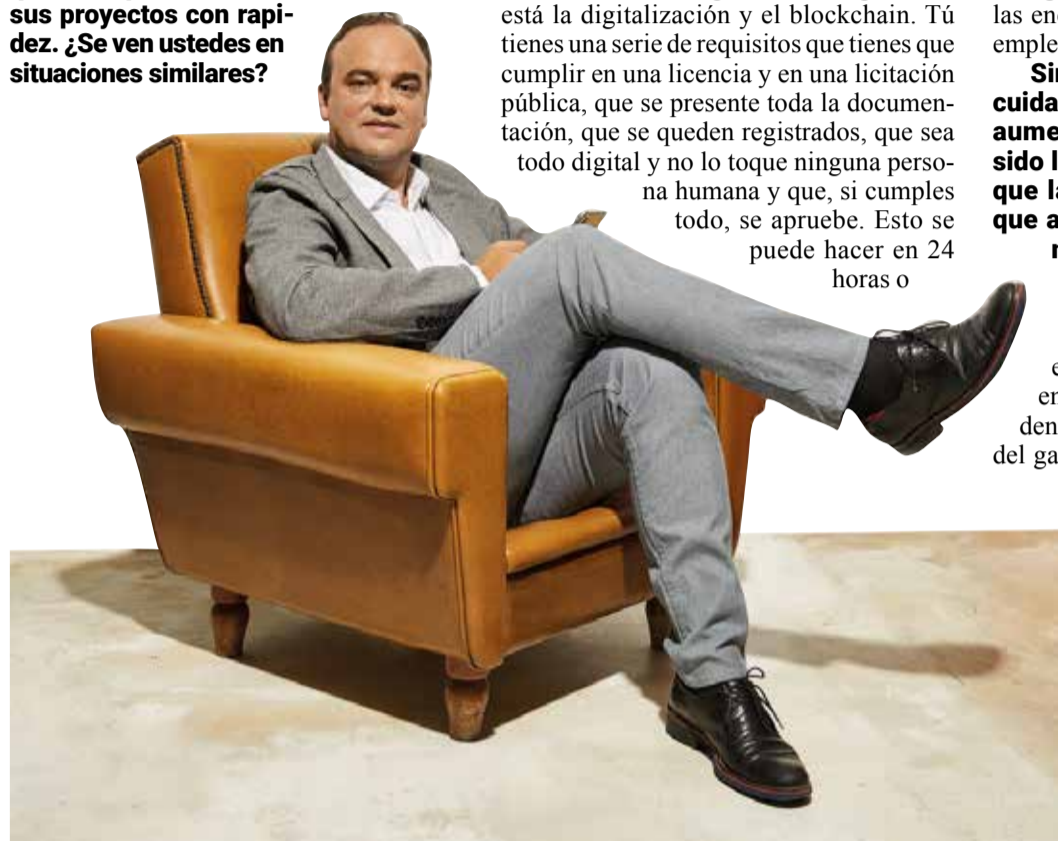 sus proyectos con rapi-
dez. ¿Se ven ustedes en
situaciones similares?
está la digitalización y el blockchain. Tú
tienes una serie de requisitos que tienes que
cumplir en una licencia y en una licitación
pública, que se presente toda la documen-
tación, que se queden registrados, que sea
todo digital y no lo toque ninguna perso-
na humana y que, si cumples
todo, se apruebe. Esto se
puede hacer en 24
horas o
las en
emple
Sin
cuida
aume
sido l
que la
que a
e
en
den
del ga